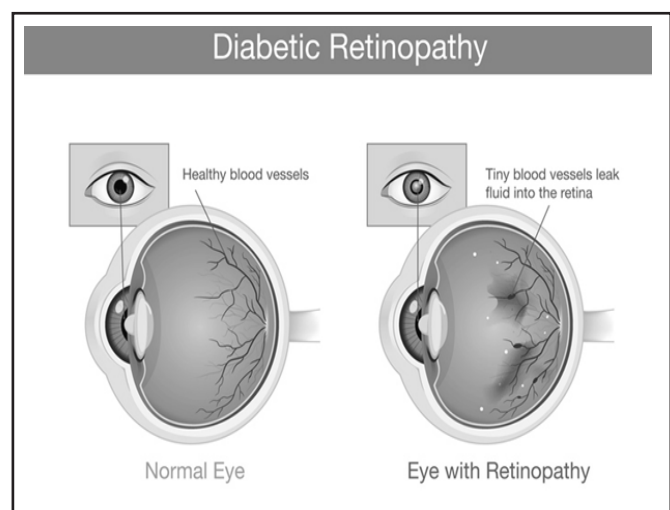 Diabetic Retinopathy
Healthy blood vessels
Tiny blood vessels leak
fluid into the retina
Normal Eye
Eye with Retinopathy